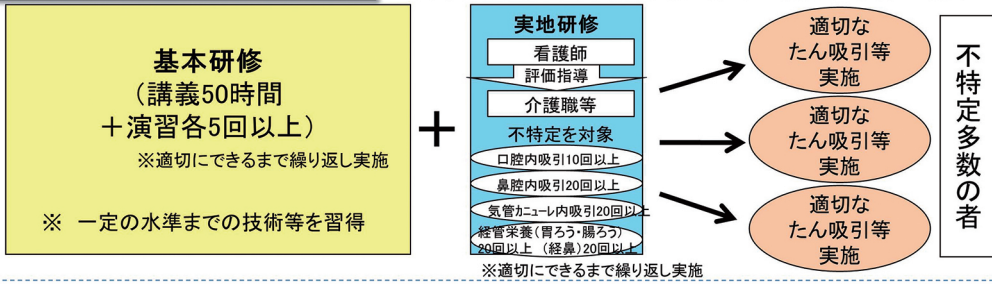 基本研修
（講義50時間
＋演習各5回以上）
※適切にできるまで繰り返し実施
※ 一定の水準までの技術等を習得
＋
実地研修
看護師
評価指導
介護職等
不特定を対象
口腔内吸引10回以上
鼻腔内吸引20回以上
気管カニューレ内吸引20回以上
経管栄養（胃ろう・腸ろう）
20回以上 （経鼻）20回以上
※適切にできるまで繰り返し実施
適切な
たん吸引等
実施
適切な
たん吸引等
実施
適切な
たん吸引等
実施
不特定多数の者